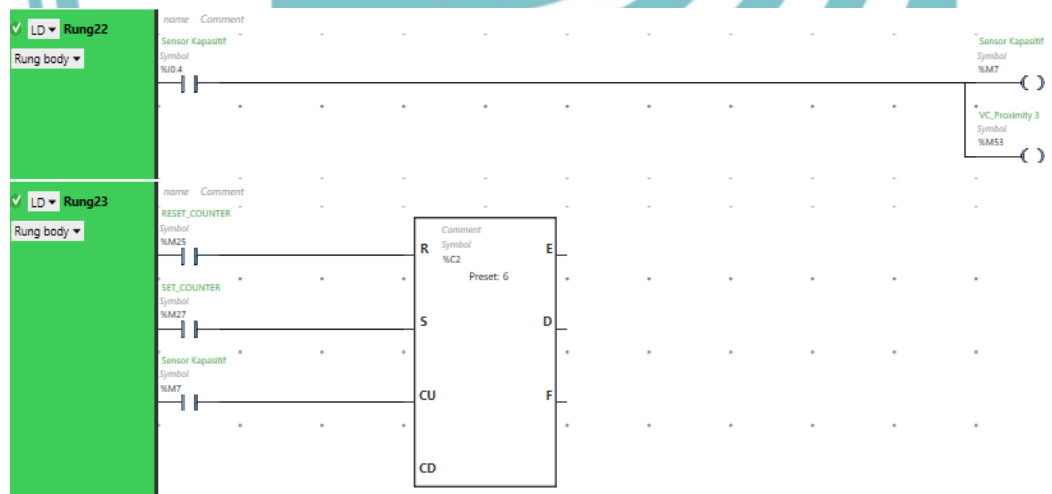 LD Rung22
Rung body
name Comment
Sensor Kapasitif
Symbol
%I0.4
Sensor Kapasitif
Symbol
%M7
VC_Proximity 3
Symbol
%M53
LD Rung23
Rung body
name Comment
RESET_COUNTER
Symbol
%M25
SET_COUNTER
Symbol
%M27
Sensor Kapasitif
Symbol
%M7
Comment
R Symbol E
%C2
Preset: 6
S D
CU F
CD